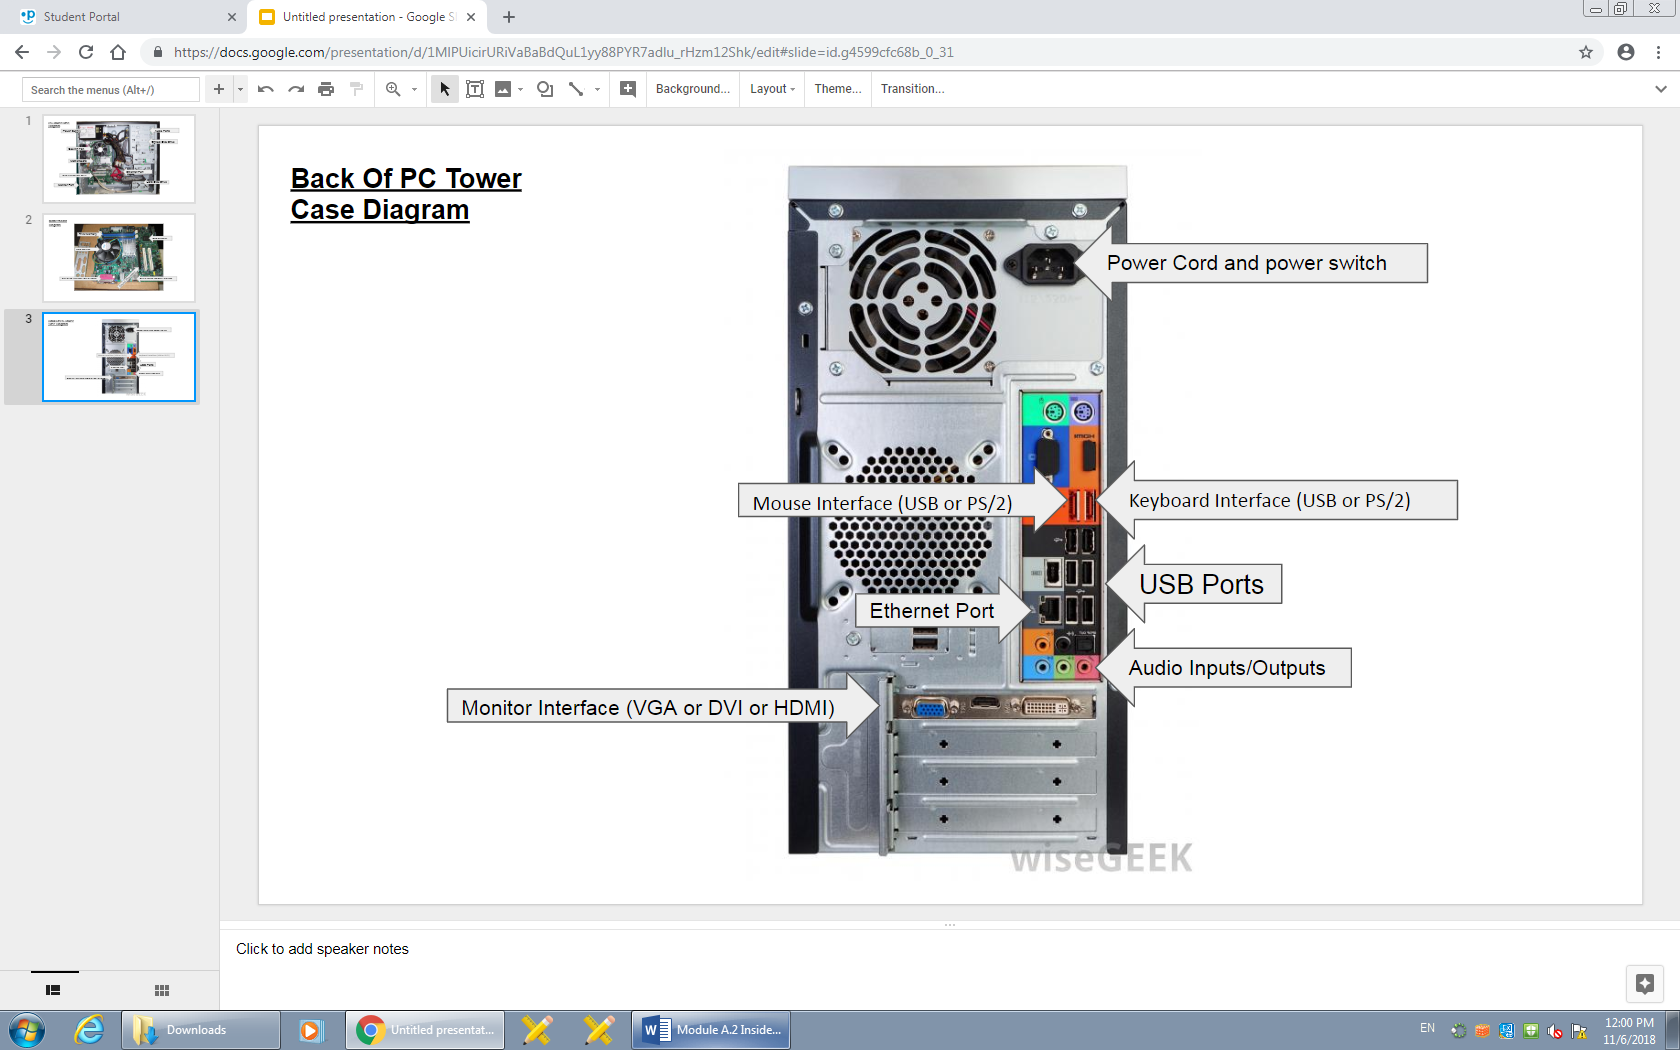 Student Portal
Untitled presentation - Google S
https://docs.google.com/presentation/d/1MIPUicirURiVaBaBdQuL1yy88PYR7adlu_rHzm12Shk/edit#slide=id.g4599cfc68b_0_31
Search the menus (Alt+/)
Background...
Layout
Theme...
Transition...
1
2
3
Back Of PC Tower
Case Diagram
Power Cord and power switch
Mouse Interface (USB or PS/2)
Keyboard Interface (USB or PS/2)
USB Ports
Ethernet Port
Audio Inputs/Outputs
Monitor Interface (VGA or DVI or HDMI)
wiseGEEK
Click to add speaker notes
Downloads
Untitled presentat...
Module A.2 Inside...
EN
12:00 PM
11/6/2018